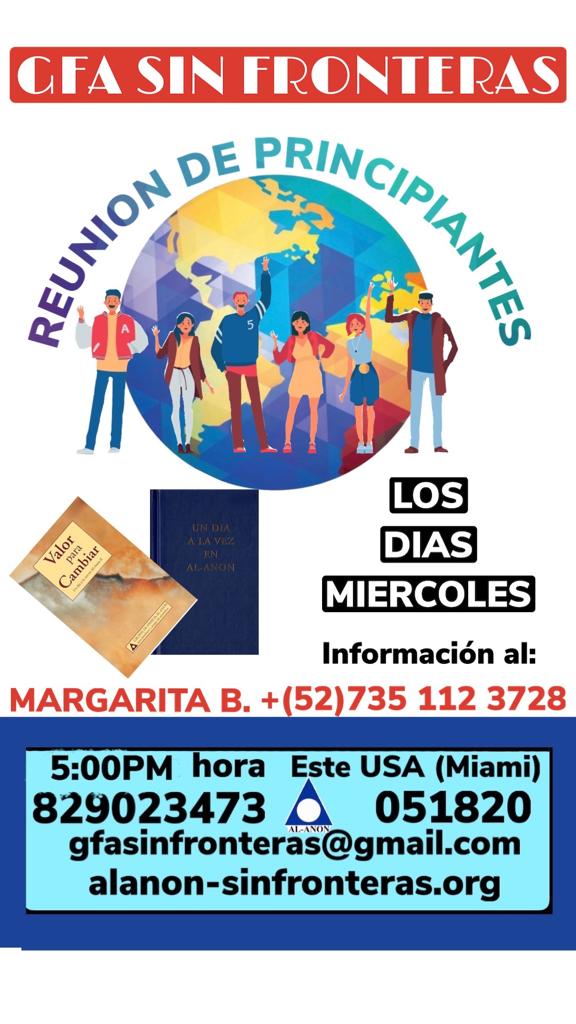 GFA SIN FRONTERAS
REUNION DE PRINCIPIANTES
A
5
LOS
DIAS
MIERCOLES
Valor
para
Cambiar
UN DIA
A LA VEZ
EN
AL-ANON
Información al:
MARGARITA B. +(52)735 112 3728
5:00PM hora Este USA (Miami)
829023473 051820
AL-ANON
gfasinfronteras@gmail.com
alanon-sinfronteras.org